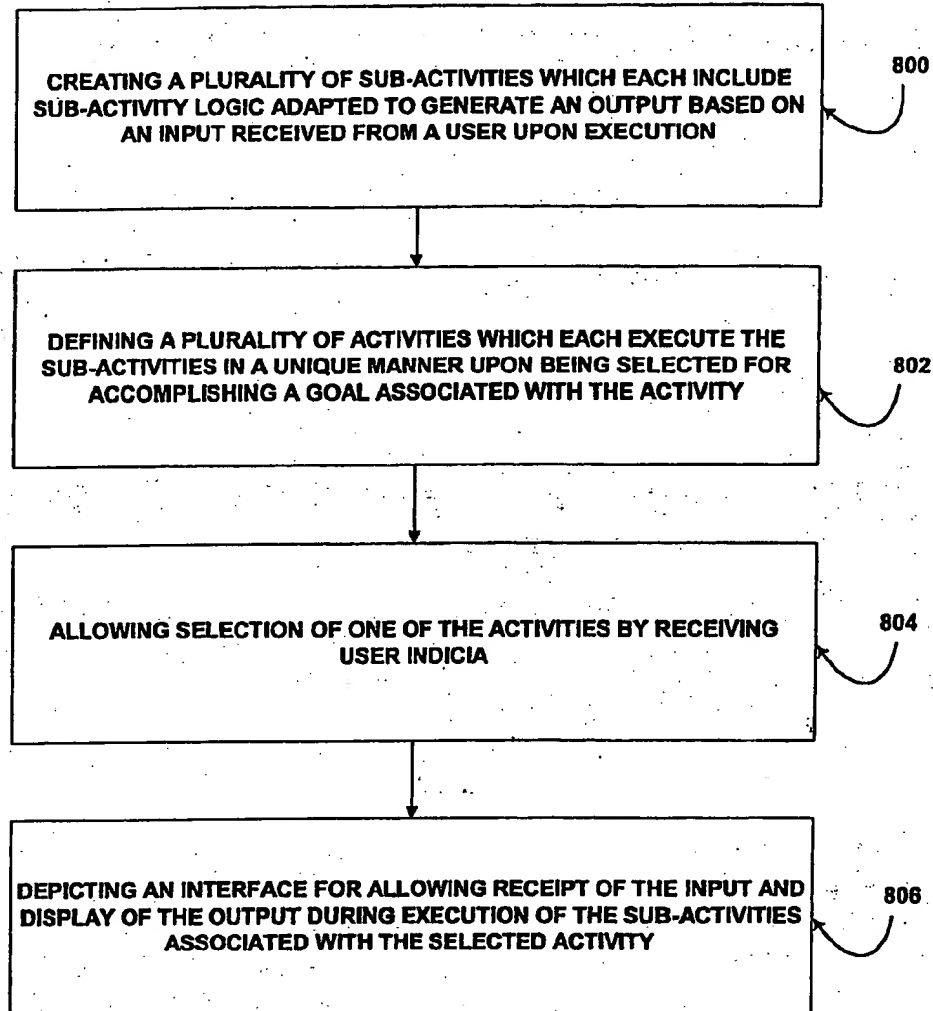 CREATING A PLURALITY OF SUB-ACTIVITIES WHICH EACH INCLUDE
SUB-ACTIVITY LOGIC ADAPTED TO GENERATE AN OUTPUT BASED ON
AN INPUT RECEIVED FROM A USER UPON EXECUTION
800
DEFINING A PLURALITY OF ACTIVITIES WHICH EACH EXECUTE THE
SUB-ACTIVITIES IN A UNIQUE MANNER UPON BEING SELECTED FOR
ACCOMPLISHING A GOAL ASSOCIATED WITH THE ACTIVITY
802
ALLOWING SELECTION OF ONE OF THE ACTIVITIES BY RECEIVING
USER INDICIA
804
DEPICTING AN INTERFACE FOR ALLOWING RECEIPT OF THE INPUT AND
DISPLAY OF THE OUTPUT DURING EXECUTION OF THE SUB-ACTIVITIES
ASSOCIATED WITH THE SELECTED ACTIVITY
806